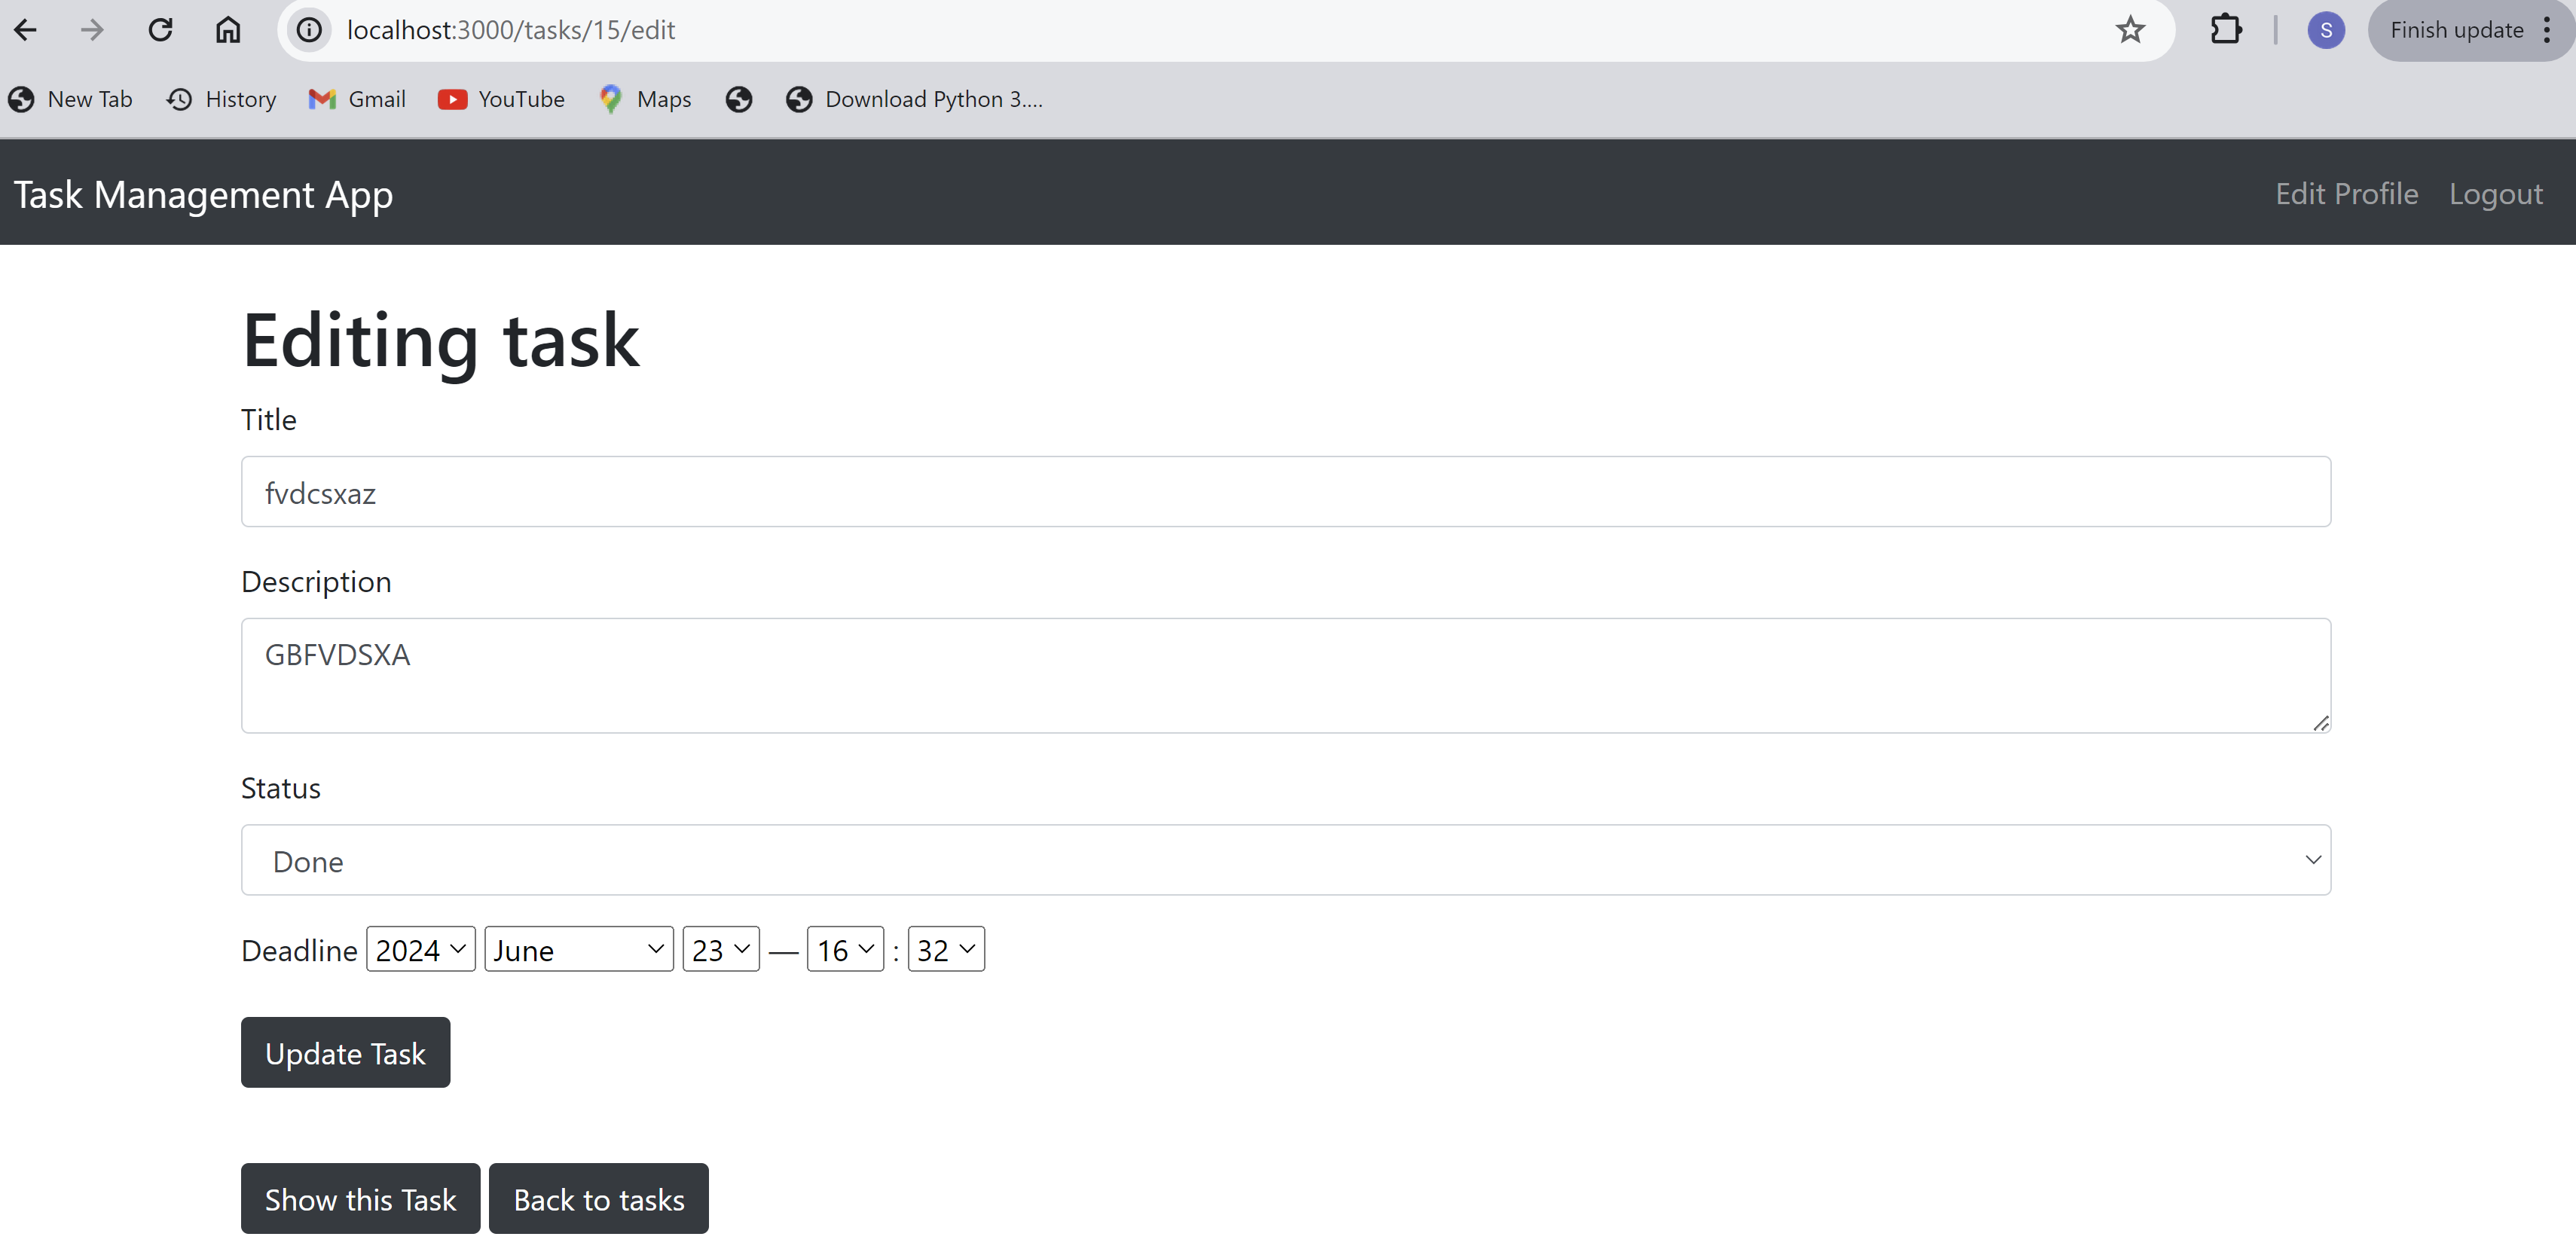 localhost:3000/tasks/15/edit
S
Finish update
New Tab History Gmail YouTube Maps Download Python 3....
Task Management App Edit Profile Logout
Editing task
Title
fvdcsxaz
Description
GBFVDSXA
Status
Done
Deadline 2024 June 23 — 16 : 32
Update Task
Show this Task Back to tasks